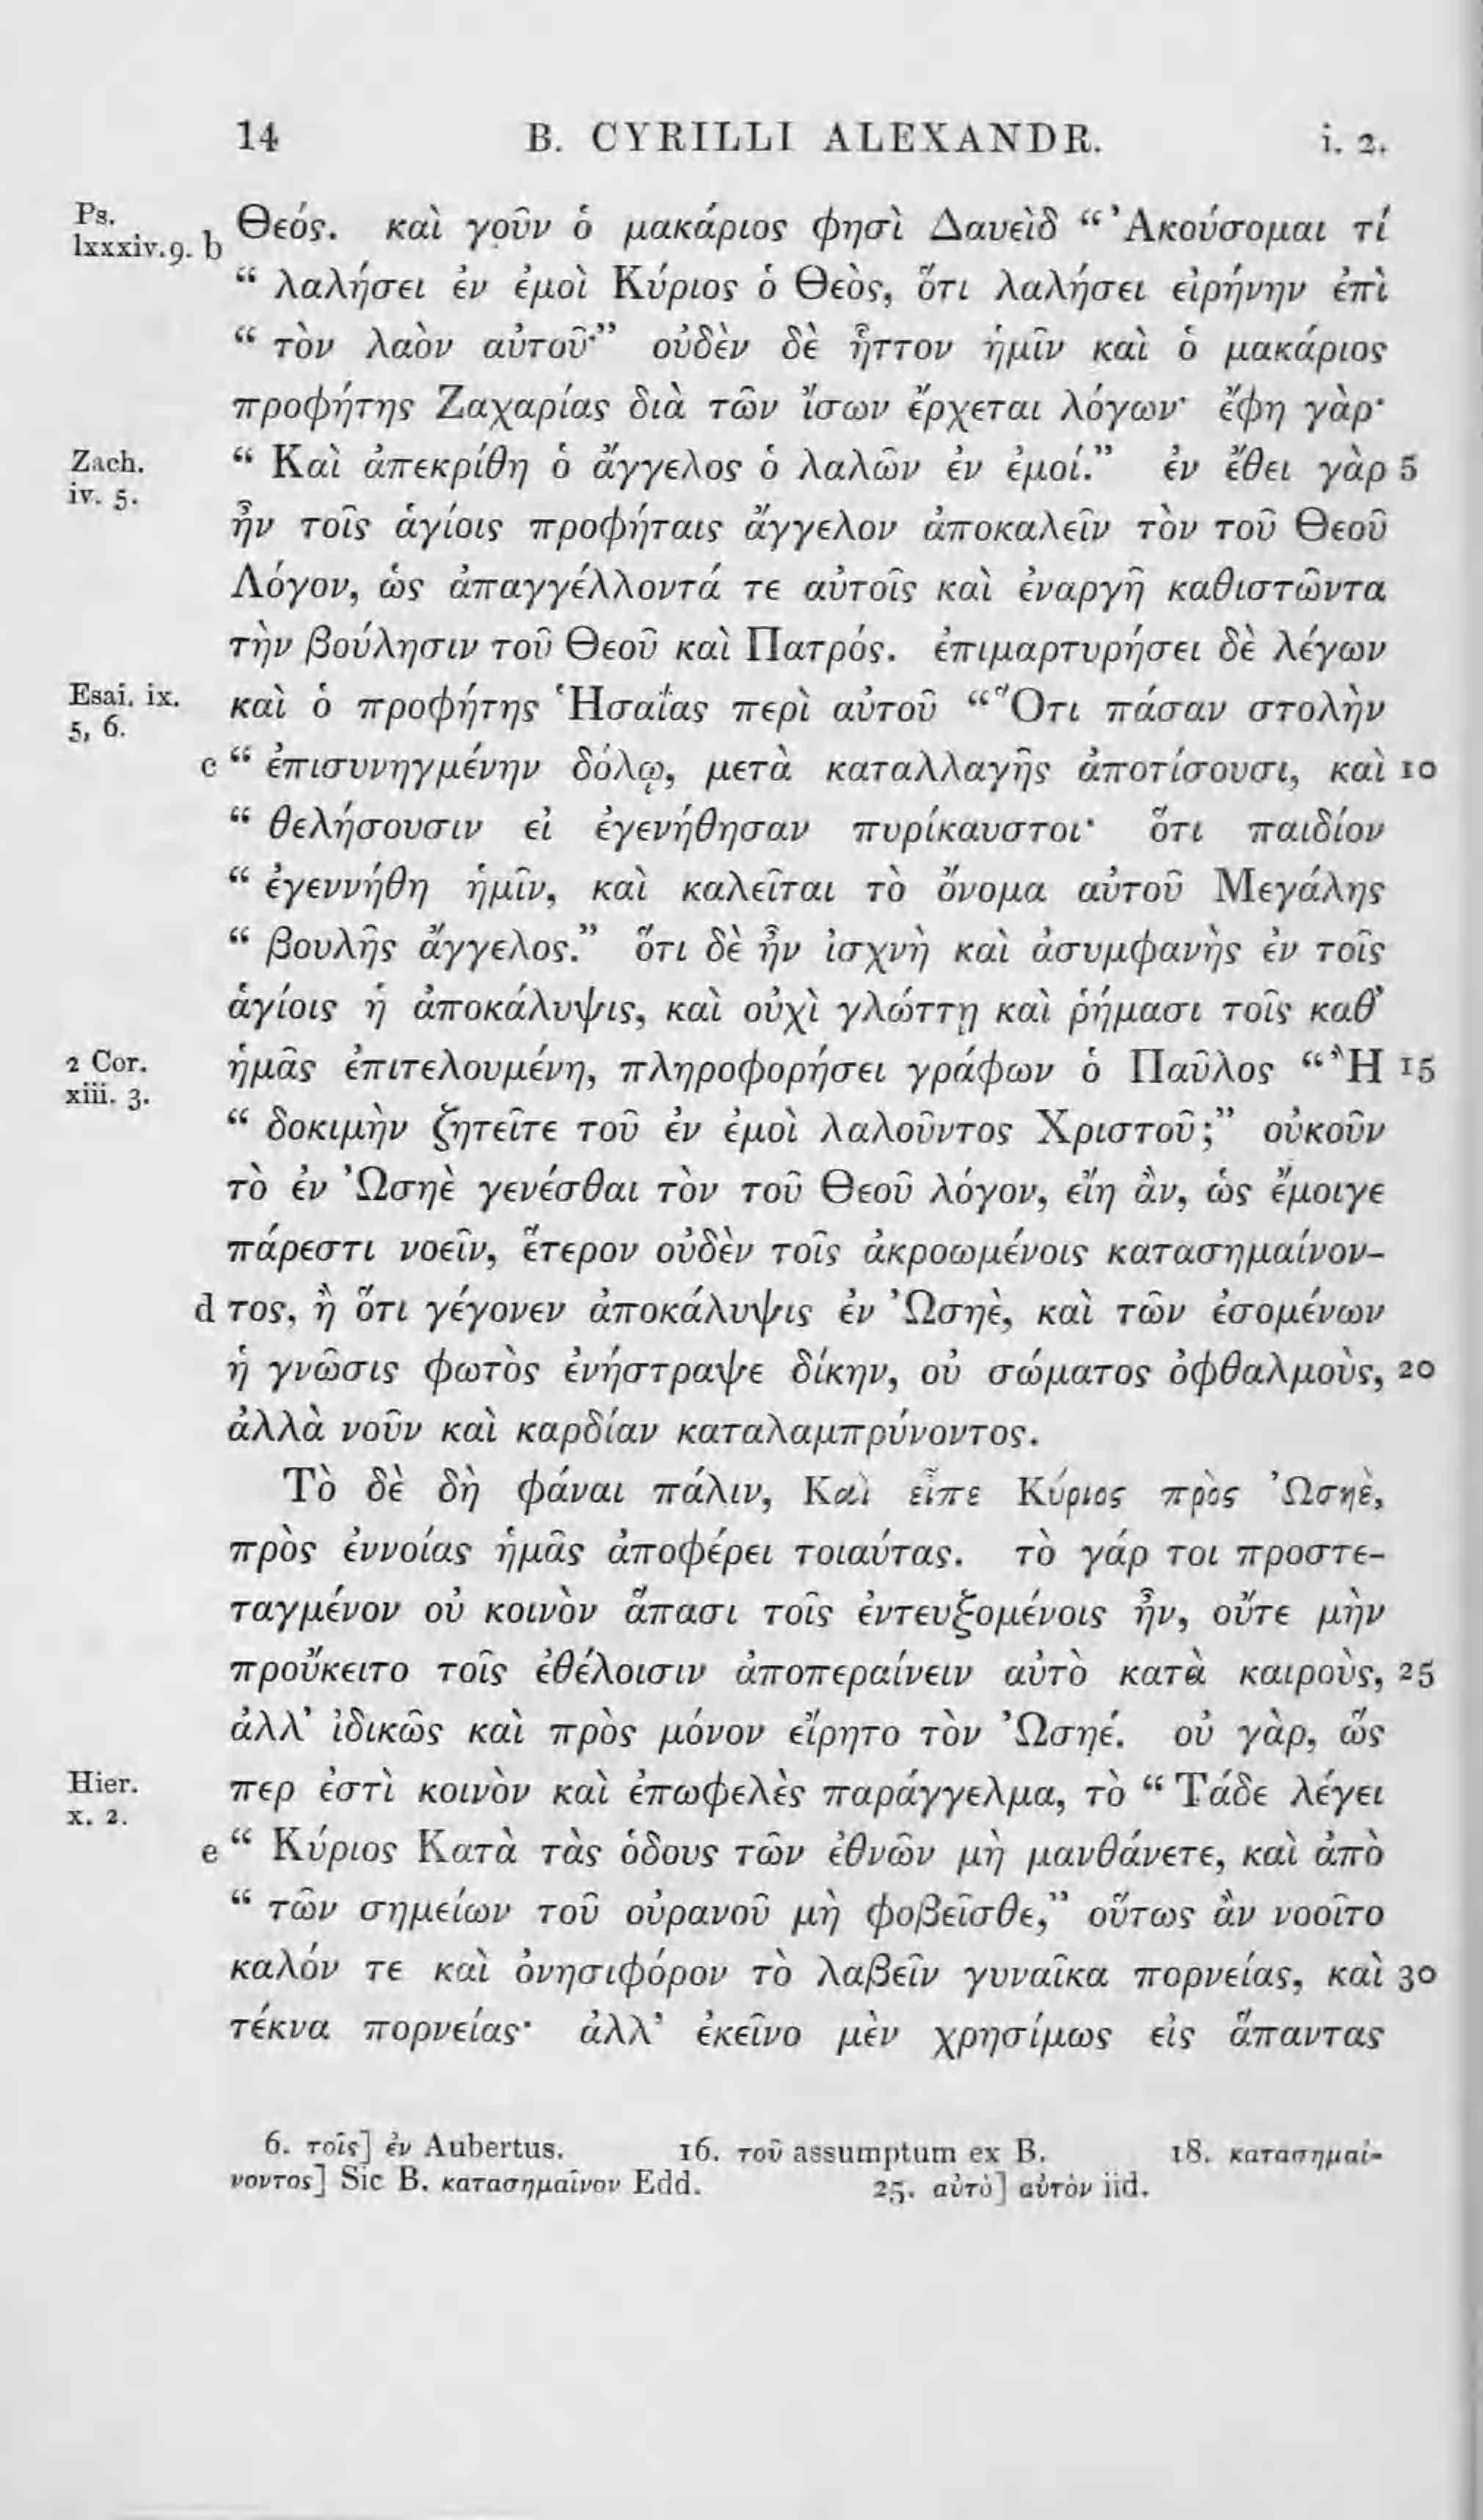 14 B. CYRILLI ALEXANDR. i. 2.
Ps.
lxxxiv. 9. b Θεός. καὶ γοῦν ὁ μακάριος φησὶ Δαυεὶδ “ Ἀκούσομαι τί
“ λαλήσει ἐν ἐμοὶ Κύριος ὁ Θεὸς, ὅτι λαλήσει εἰρήνην ἐπὶ
“ τὸν λαὸν αὐτοῦ·” οὐδὲν δὲ ἧττον ἡμῖν καὶ ὁ μακάριος
προφήτης Ζαχαρίας διὰ τῶν ἴσων ἔρχεται λόγων· ἔφη γὰρ·
Zach.
iv. 5.
“ Καὶ ἀπεκρίθη ὁ ἄγγελος ὁ λαλῶν ἐν ἐμοί.” ἐν ἔθει γὰρ 5
ἦν τοῖς ἁγίοις προφήταις ἄγγελον ἀποκαλεῖν τὸν τοῦ Θεοῦ
Λόγον, ὡς ἀπαγγέλλοντά τε αὐτοῖς καὶ ἐναργῆ καθιστῶντα
τὴν βούλησιν τοῦ Θεοῦ καὶ Πατρός. ἐπιμαρτυρήσει δὲ λέγων
Esai. ix.
5, 6.
καὶ ὁ προφήτης Ἡσαΐας περὶ αὐτοῦ “ Ὅτι πάσαν στολὴν
c “ ἐπισυνηγμένην δόλῳ, μετὰ καταλλαγῆς ἀποτίσουσι, καὶ 10
“ θελήσουσιν εἰ ἐγενήθησαν πυρίκαυστοι· ὅτι παιδίον
“ ἐγεννήθη ἡμῖν, καὶ καλεῖται τὸ ὄνομα αὐτοῦ Μεγάλης
“ βουλῆς ἄγγελος.” ὅτι δὲ ἦν ἰσχνὴ καὶ ἀσυμφανὴς ἐν τοῖς
ἁγίοις ἡ ἀποκάλυψις, καὶ οὐχὶ γλώττῃ καὶ ῥήμασι τοῖς καθ’
2 Cor.
xiii. 3.
ἡμᾶς ἐπιτελουμένη, πληροφορήσει γράφων ὁ Παῦλος “ Ἢ 15
“ δοκιμὴν ζητεῖτε τοῦ ἐν ἐμοὶ λαλοῦντος Χριστοῦ;” οὐκοῦν
τὸ ἐν Ὠσηὲ γενέσθαι τὸν τοῦ Θεοῦ λόγον, εἴη ἂν, ὡς ἔμοιγε
πάρεστι νοεῖν, ἕτερον οὐδὲν τοῖς ἀκροωμένοις κατασημαίνον-
d τος, ἢ ὅτι γέγονεν ἀποκάλυψις ἐν Ὠσηὲ, καὶ τῶν ἐσομένων
ἡ γνῶσις φωτὸς ἐνήστραψε δίκην, οὐ σώματος ὀφθαλμοὺς, 20
ἀλλὰ νοῦν καὶ καρδίαν καταλαμπρύνοντος.
Τὸ δὲ δὴ φάναι πάλιν, Καὶ εἶπε Κύριος πρὸς Ὠσηὲ,
πρὸς ἐννοίας ἡμᾶς ἀποφέρει τοιαύτας. τὸ γάρ τοι προστε-
ταγμένον οὐ κοινὸν ἅπασι τοῖς ἐντευξομένοις ἦν, οὔτε μὴν
προὔκειτο τοῖς ἐθέλοισιν ἀποπεραίνειν αὐτὸ κατὰ καιροὺς, 25
ἀλλ’ ἰδικῶς καὶ πρὸς μόνον εἴρητο τὸν Ὠσηέ. οὐ γὰρ, ὥς
Hier.
x. 2.
περ ἐστὶ κοινὸν καὶ ἐπωφελὲς παράγγελμα, τὸ “ Τάδε λέγει
e “ Κύριος Κατὰ τὰς ὁδους τῶν ἐθνῶν μὴ μανθάνετε, καὶ ἀπὸ
“ τῶν σημείων τοῦ οὐρανοῦ μὴ φοβεῖσθε,” οὕτως ἂν νοοῖτο
καλόν τε καὶ ὀνησιφόρον τὸ λαβεῖν γυναῖκα πορνείας, καὶ 30
τέκνα πορνείας· ἀλλ’ ἐκεῖνο μὲν χρησίμως εἰς ἅπαντας
6. τοῖς] ἐν Aubertus. 16. τοῦ assumptum ex B. 18. κατασημαί-
νοντος] Sic B. κατασημαῖνον Edd. 25. αὐτὸ] αὐτὸν iid.